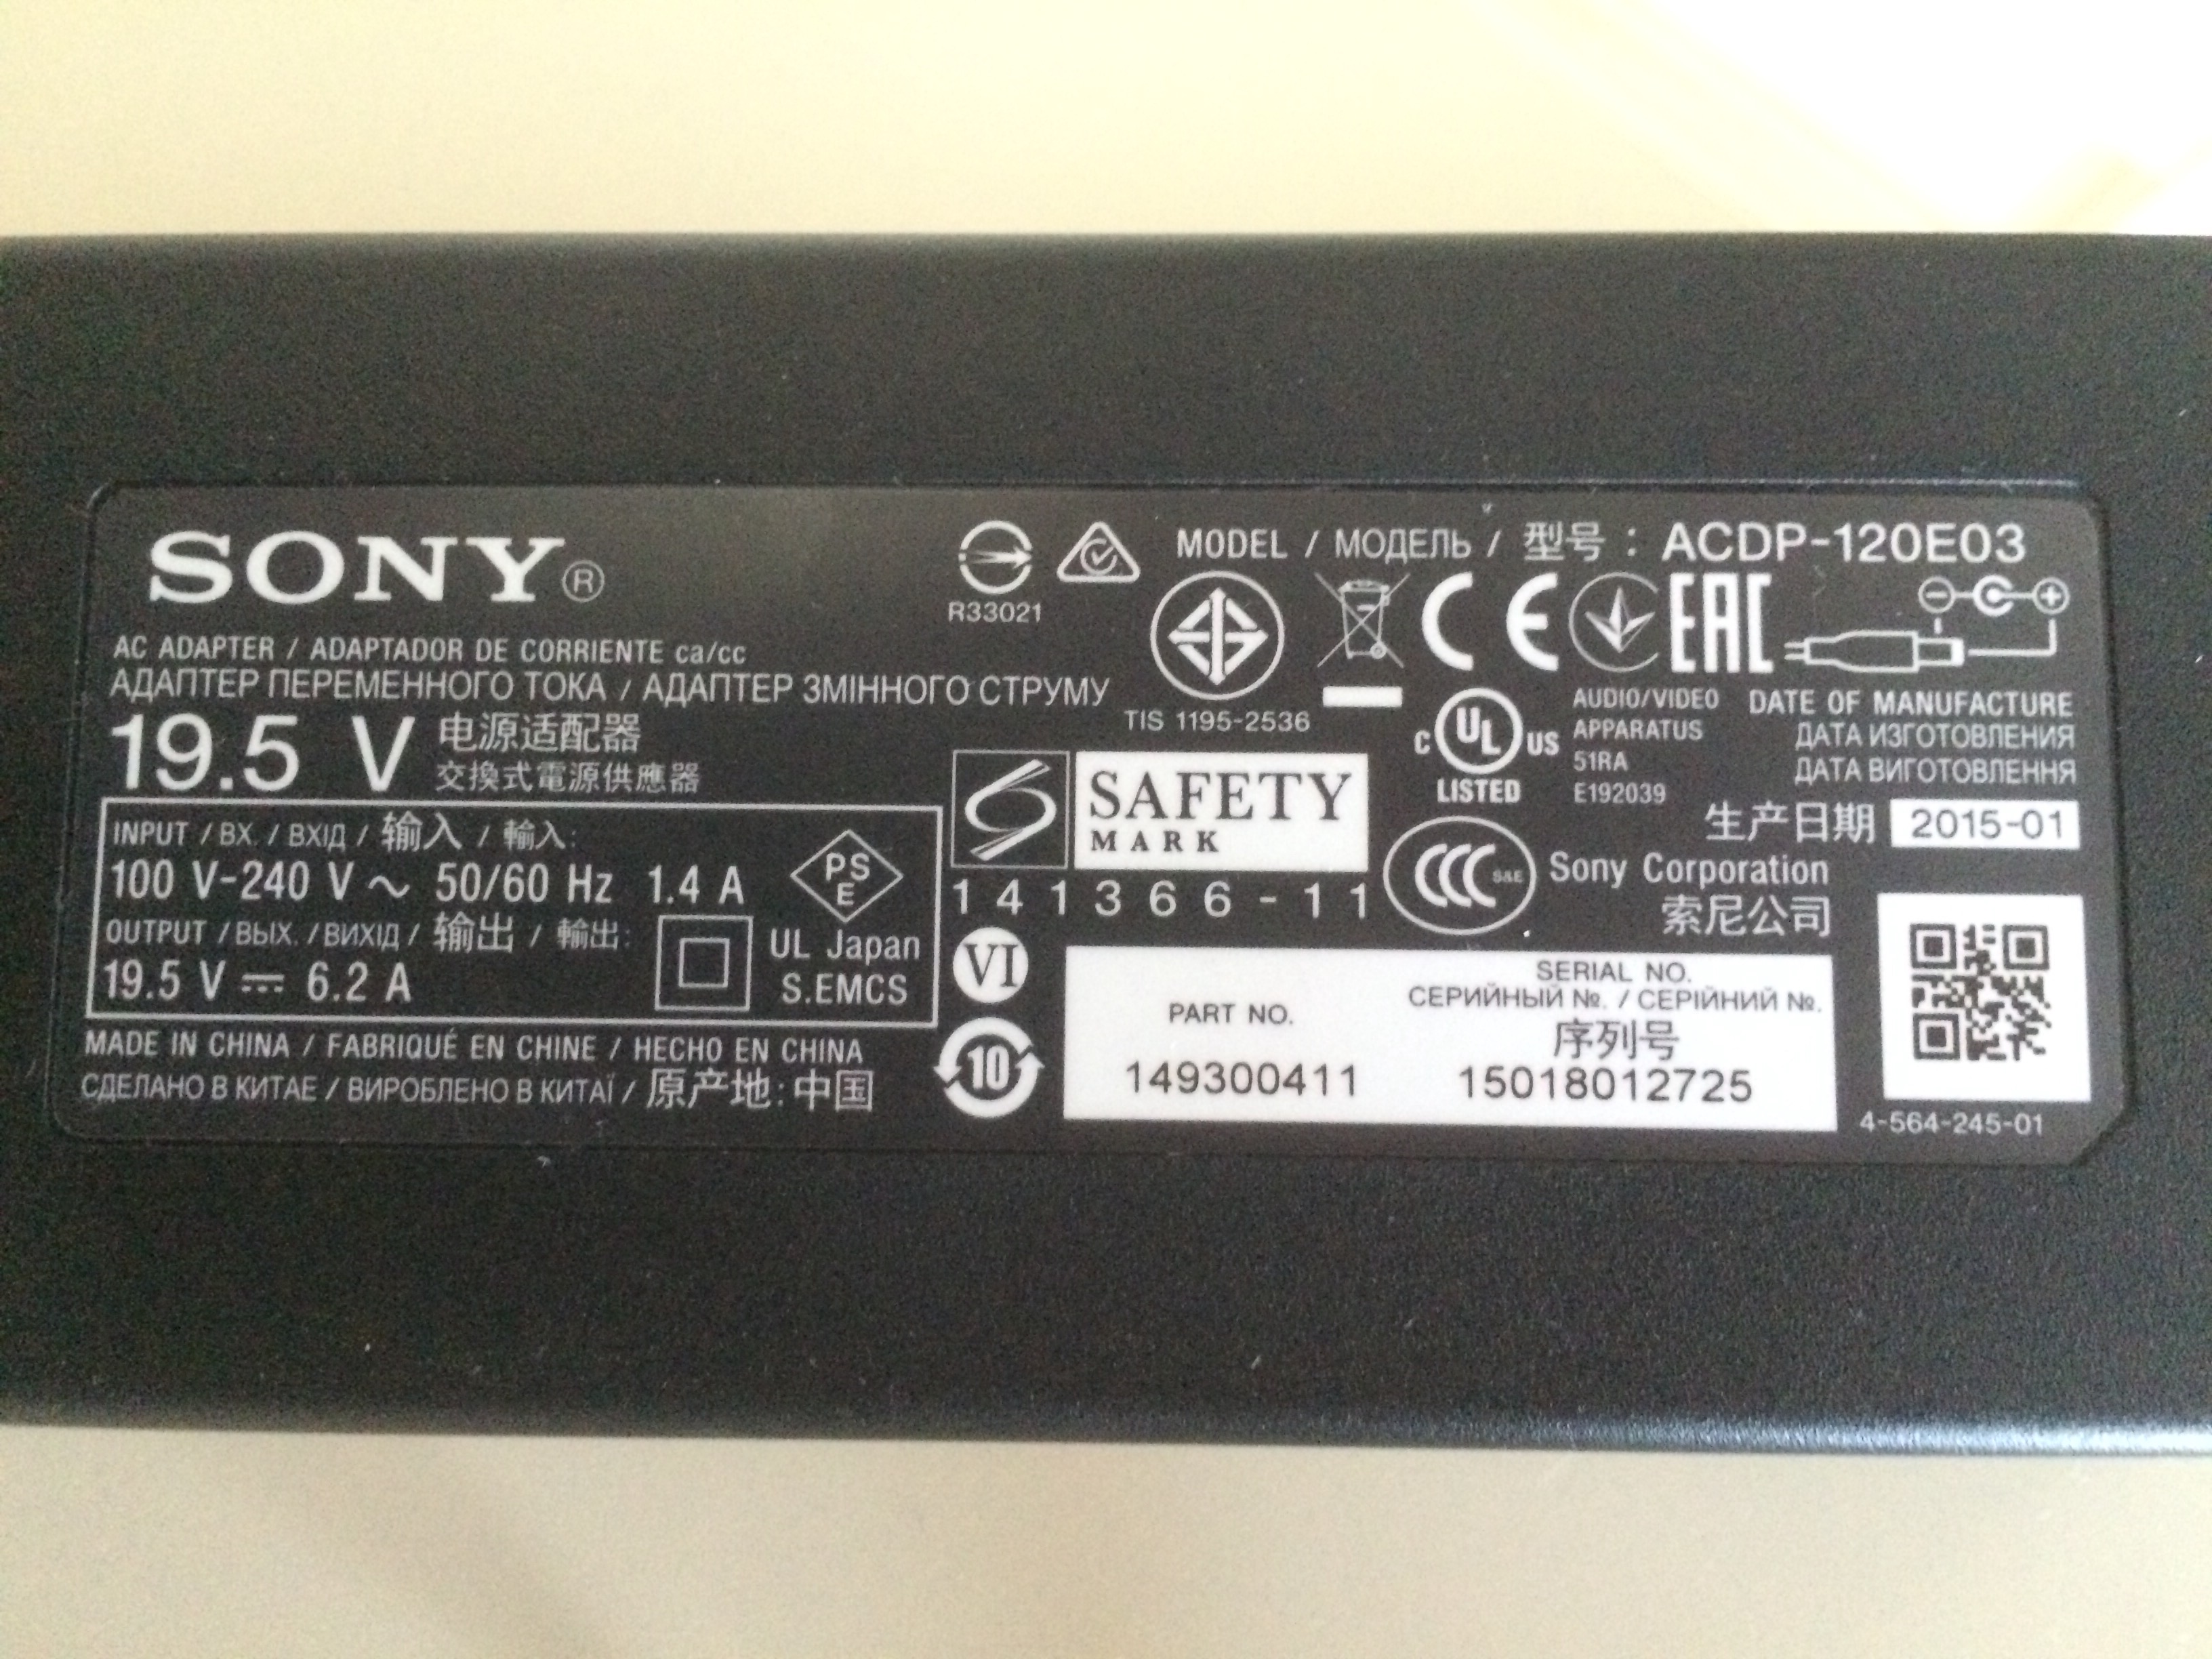 SONY®
AC ADAPTER / ADAPTADOR DE CORRIENTE ca/cc
АДАПТЕР ПЕРЕМЕННОГО ТОКА / АДАПТЕР ЗМІННОГО СТРУМУ
19.5 V
电源适配器
交換式電源供應器
INPUT / ВХ. / ВХІД / 输入 / 輸入:
100 V-240 V ~ 50/60 Hz 1.4 A
OUTPUT / ВЫХ. / ВИХІД / 输出 / 輸出:
19.5 V ⎓ 6.2 A
PS
E
UL Japan
S.EMCS
MADE IN CHINA / FABRIQUÉ EN CHINE / HECHO EN CHINA
СДЕЛАНО В КИТАЕ / ВИРОБЛЕНО В КИТАЇ / 原产地: 中国
R33021
MODEL / МОДЕЛЬ / 型号 : ACDP-120E03
TIS 1195-2536
CE
EAC
C UL US
LISTED
AUDIO/VIDEO
APPARATUS
51RA
E192039
DATE OF MANUFACTURE
ДАТА ИЗГОТОВЛЕНИЯ
ДАТА ВИГОТОВЛЕННЯ
生产日期 2015-01
SAFETY
MARK
141366-11
CCC S&E
Sony Corporation
索尼公司
VI
10
PART NO.
149300411
SERIAL NO.
СЕРИЙНЫЙ №. / СЕРІЙНИЙ №.
序列号
15018012725
4-564-245-01